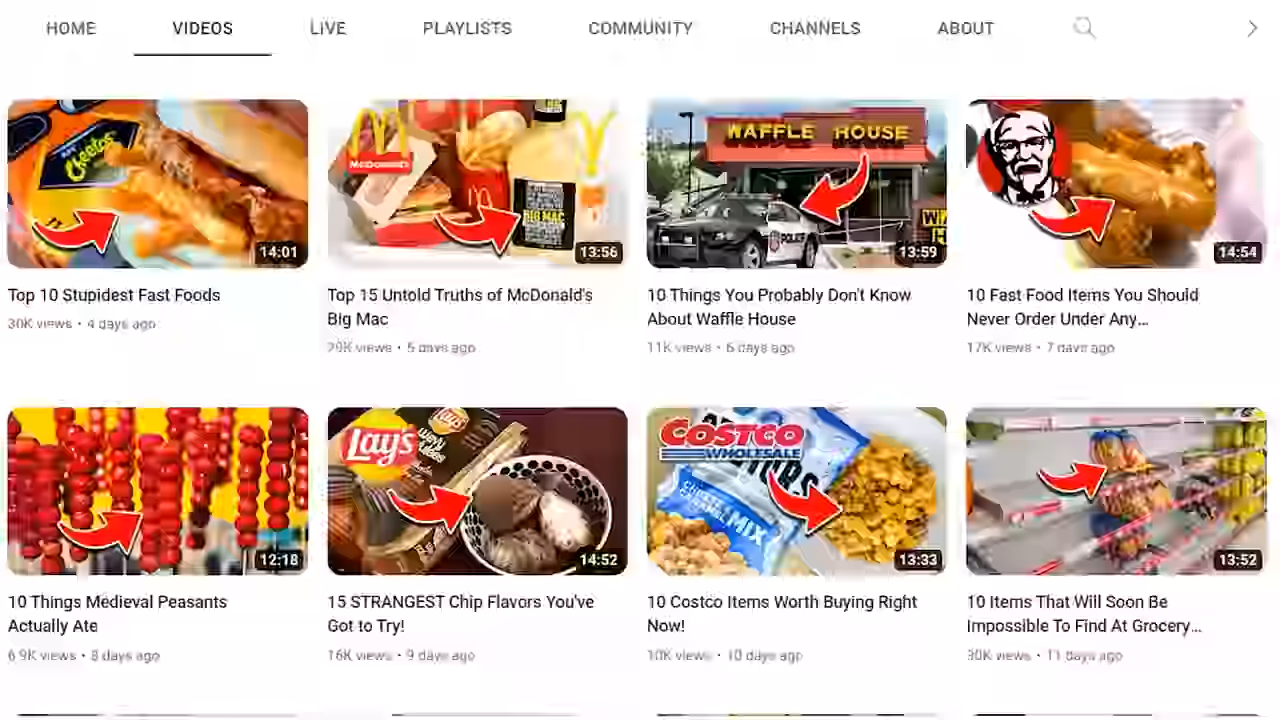 HOME VIDEOS LIVE PLAYLISTS COMMUNITY CHANNELS ABOUT
Cheetos
14:01
McDonald's
BIG MAC
13:56
WAFFLE HOUSE
POLICE
13:59
14:54
Top 10 Stupidest Fast Foods
30K views • 4 days ago
Top 15 Untold Truths of McDonald's
Big Mac
29K views • 5 days ago
10 Things You Probably Don't Know
About Waffle House
11K views • 6 days ago
10 Fast Food Items You Should
Never Order Under Any...
17K views • 7 days ago
12:18
Lay's
Lay's
14:52
COSTCO
WHOLESALE
MIX
13:33
13:52
10 Things Medieval Peasants
Actually Ate
6.9K views • 8 days ago
15 STRANGEST Chip Flavors You've
Got to Try!
16K views • 9 days ago
10 Costco Items Worth Buying Right
Now!
10K views • 10 days ago
10 Items That Will Soon Be
Impossible To Find At Grocery...
30K views • 11 days ago